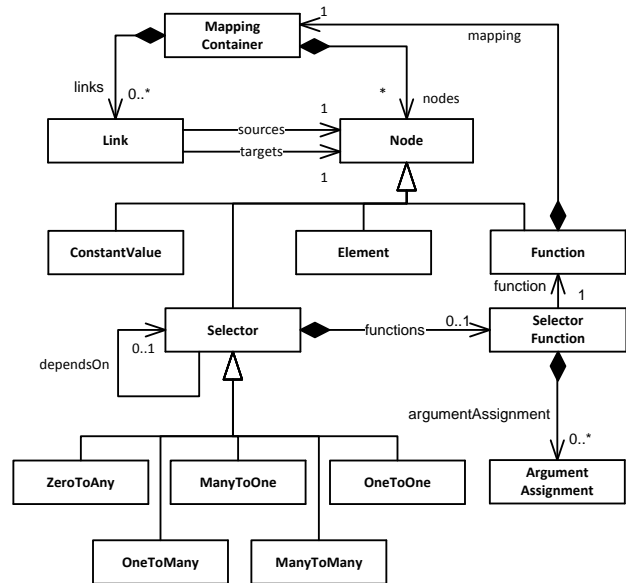 1
Mapping
Container
mapping
links
0..*
*
nodes
1
Link
sources
Node
targets
1
ConstantValue
Element
Function
function
1
Selector
functions
0..1
Selector
Function
0..1
dependsOn
argumentAssignment
0..*
ZeroToAny
ManyToOne
OneToOne
Argument
Assignment
OneToMany
ManyToMany